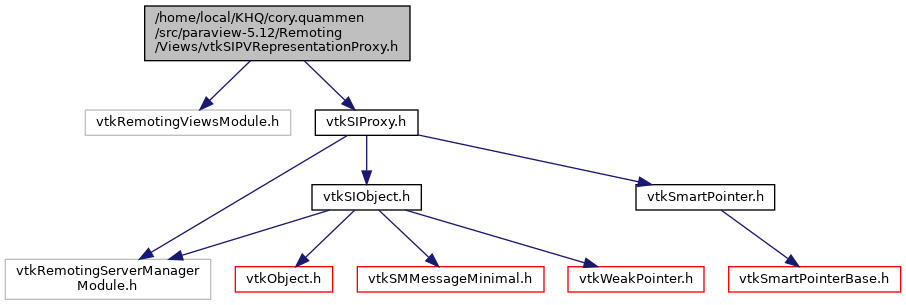 /home/local/KHQ/cory.quammen
/src/paraview-5.12/Remoting
/Views/vtkSIPVRepresentationProxy.h
vtkRemotingViewsModule.h
vtkSIProxy.h
vtkSIObject.h
vtkSmartPointer.h
vtkRemotingServerManager
Module.h
vtkObject.h
vtkSMMessageMinimal.h
vtkWeakPointer.h
vtkSmartPointerBase.h